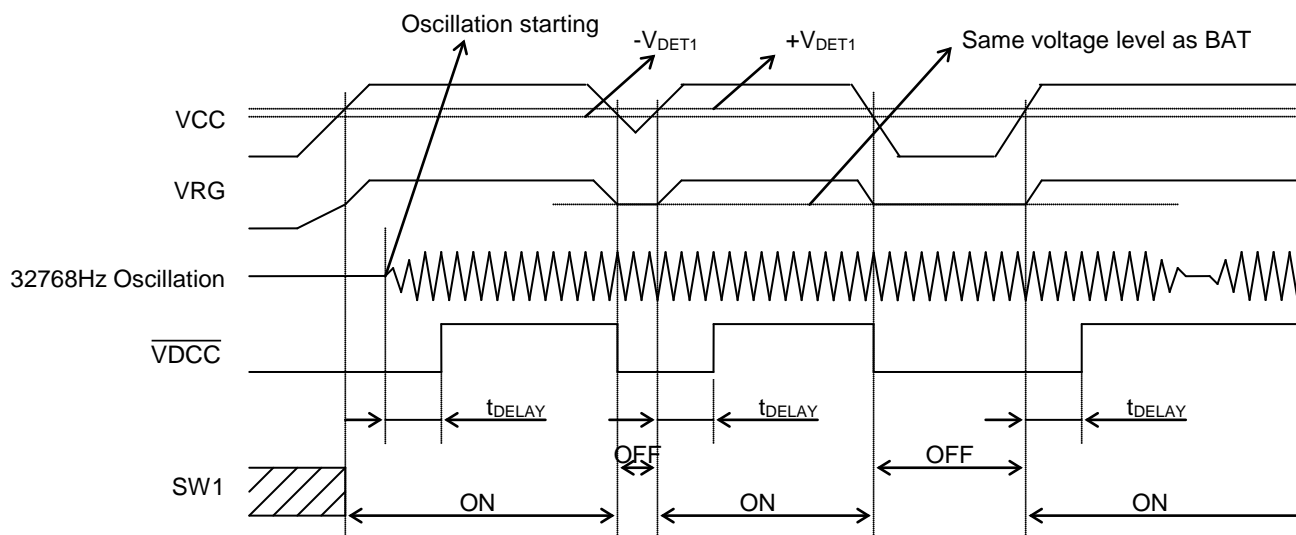 Oscillation starting
-VDET1
+VDET1
Same voltage level as BAT
VCC
VRG
32768Hz Oscillation
VDCC
tDELAY
tDELAY
tDELAY
OFF
OFF
SW1
ON
ON
ON